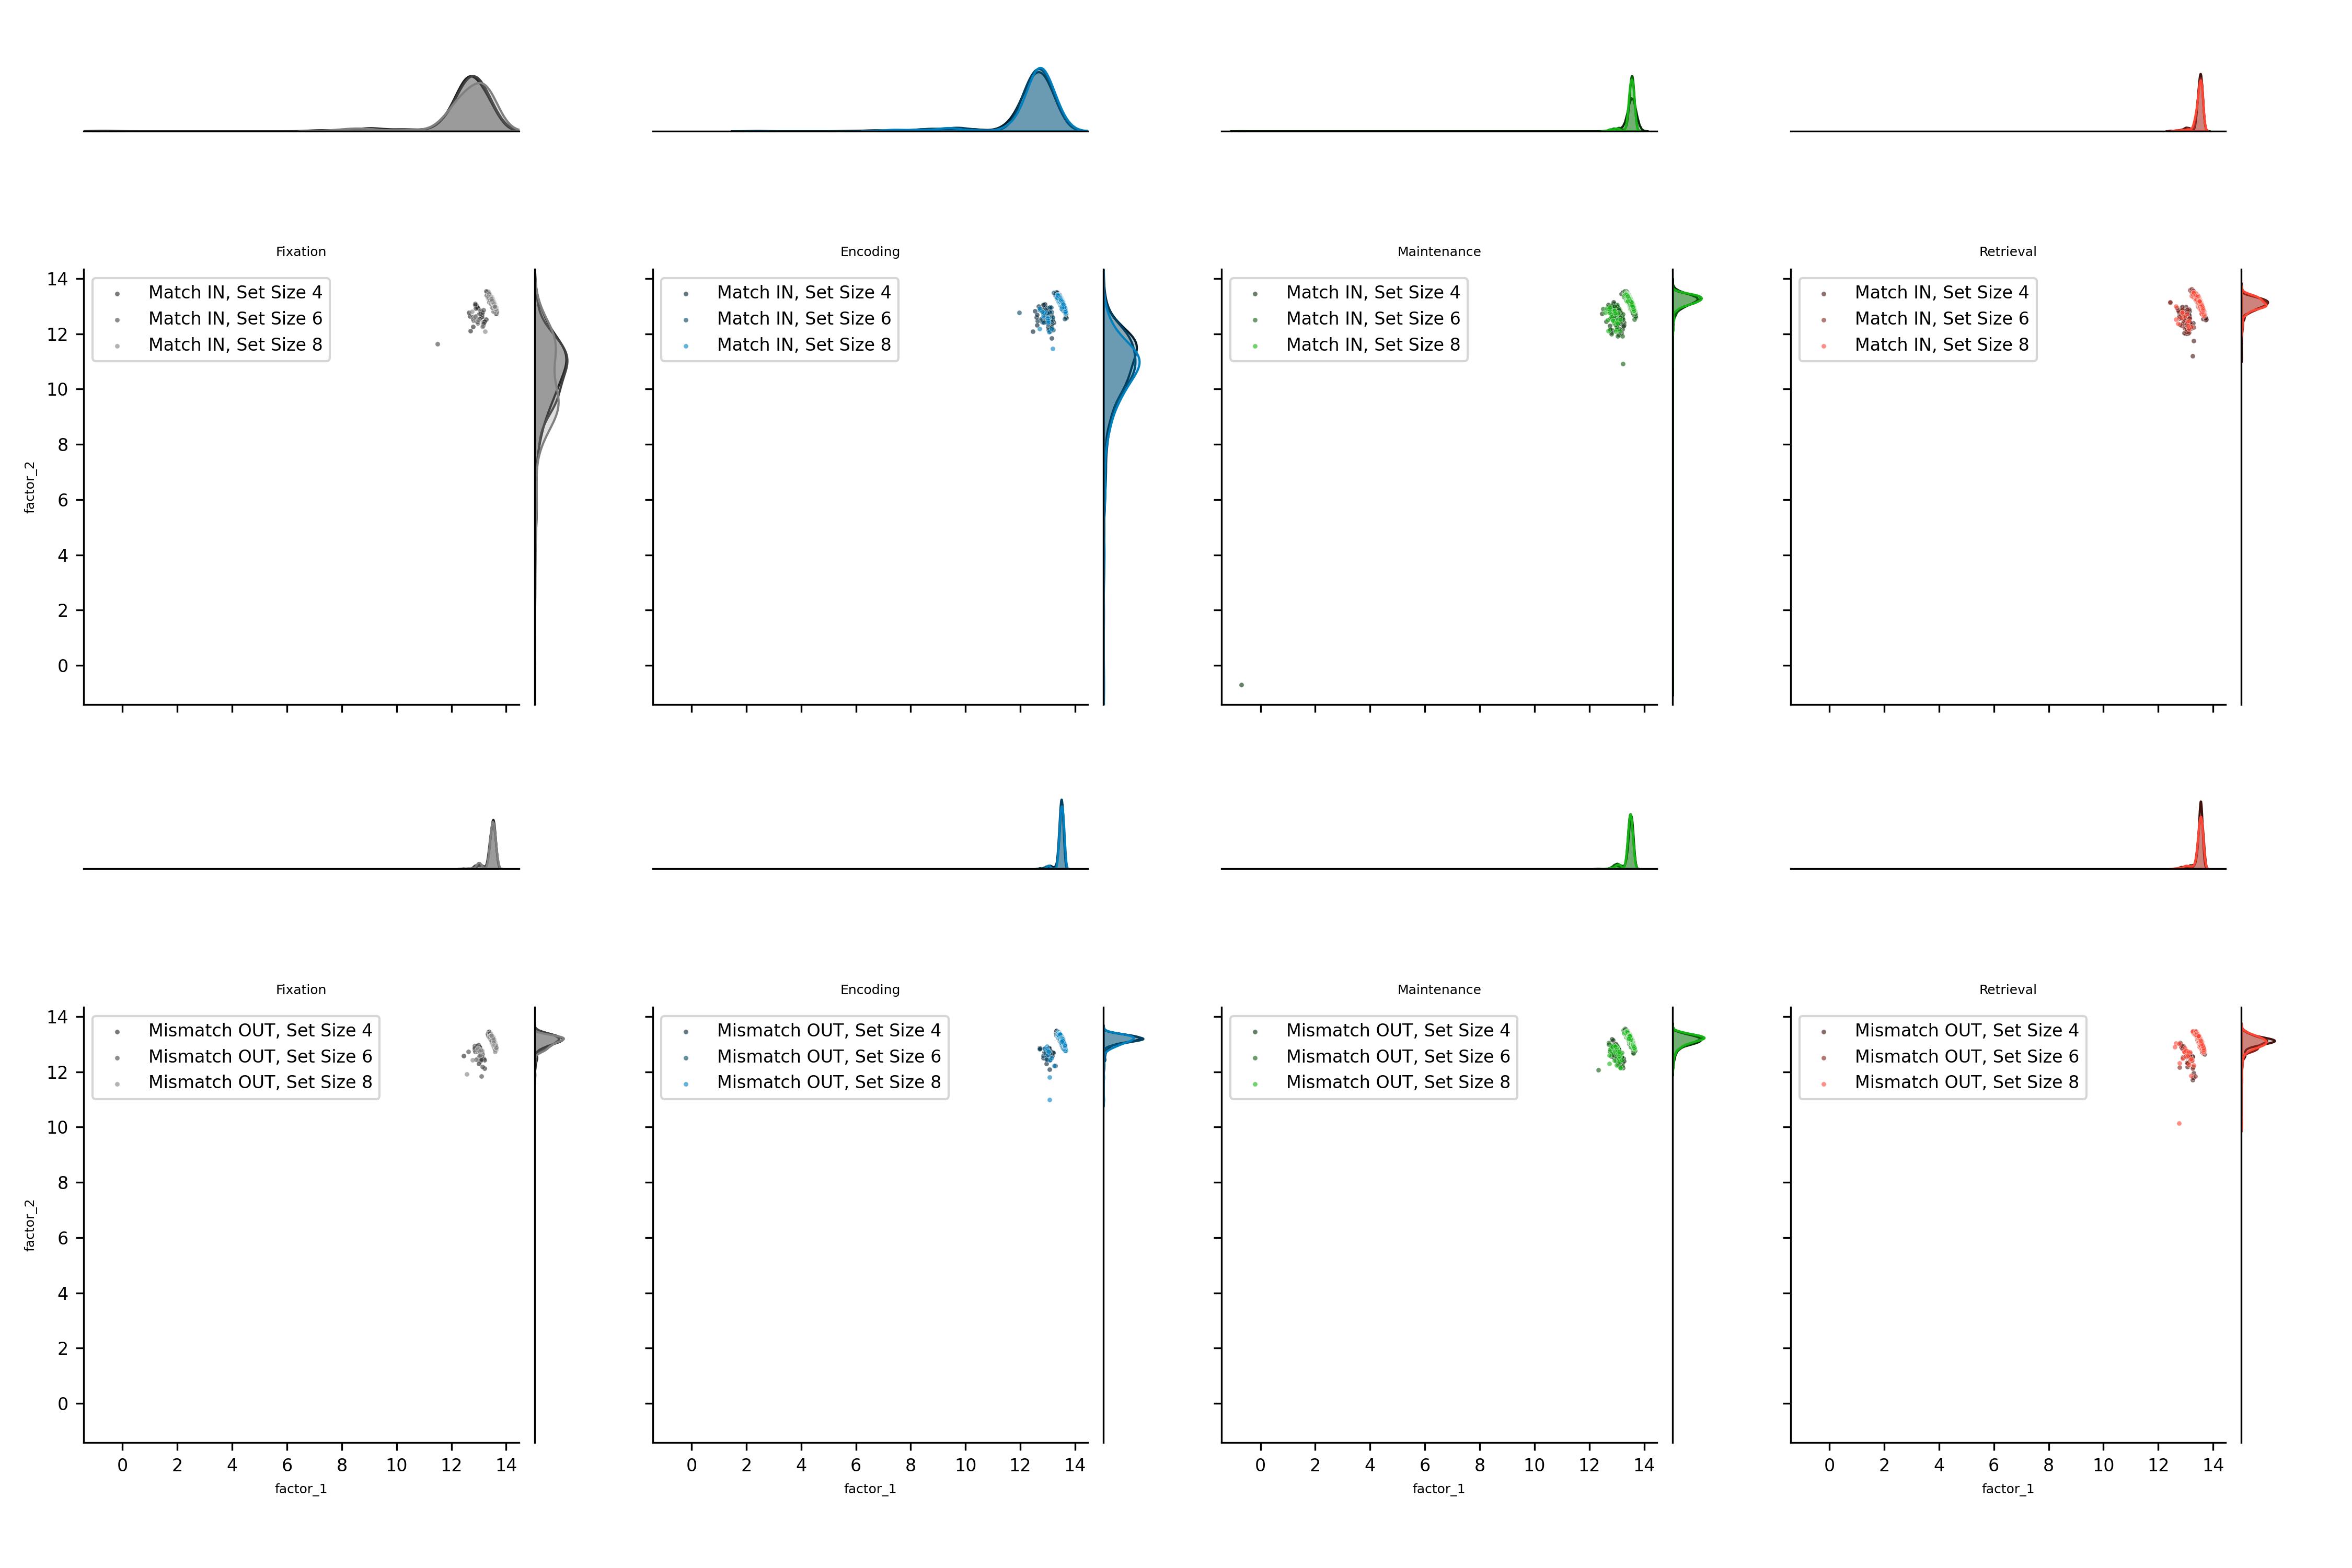 Fixation
Encoding
Maintenance
Retrieval
14
12
10
8
6
4
2
0
factor_2
Match IN, Set Size 4
Match IN, Set Size 6
Match IN, Set Size 8
Match IN, Set Size 4
Match IN, Set Size 6
Match IN, Set Size 8
Match IN, Set Size 4
Match IN, Set Size 6
Match IN, Set Size 8
Match IN, Set Size 4
Match IN, Set Size 6
Match IN, Set Size 8
Fixation
Encoding
Maintenance
Retrieval
14
12
10
8
6
4
2
0
factor_2
Mismatch OUT, Set Size 4
Mismatch OUT, Set Size 6
Mismatch OUT, Set Size 8
Mismatch OUT, Set Size 4
Mismatch OUT, Set Size 6
Mismatch OUT, Set Size 8
Mismatch OUT, Set Size 4
Mismatch OUT, Set Size 6
Mismatch OUT, Set Size 8
Mismatch OUT, Set Size 4
Mismatch OUT, Set Size 6
Mismatch OUT, Set Size 8
0 2 4 6 8 10 12 14
0 2 4 6 8 10 12 14
0 2 4 6 8 10 12 14
0 2 4 6 8 10 12 14
factor_1
factor_1
factor_1
factor_1